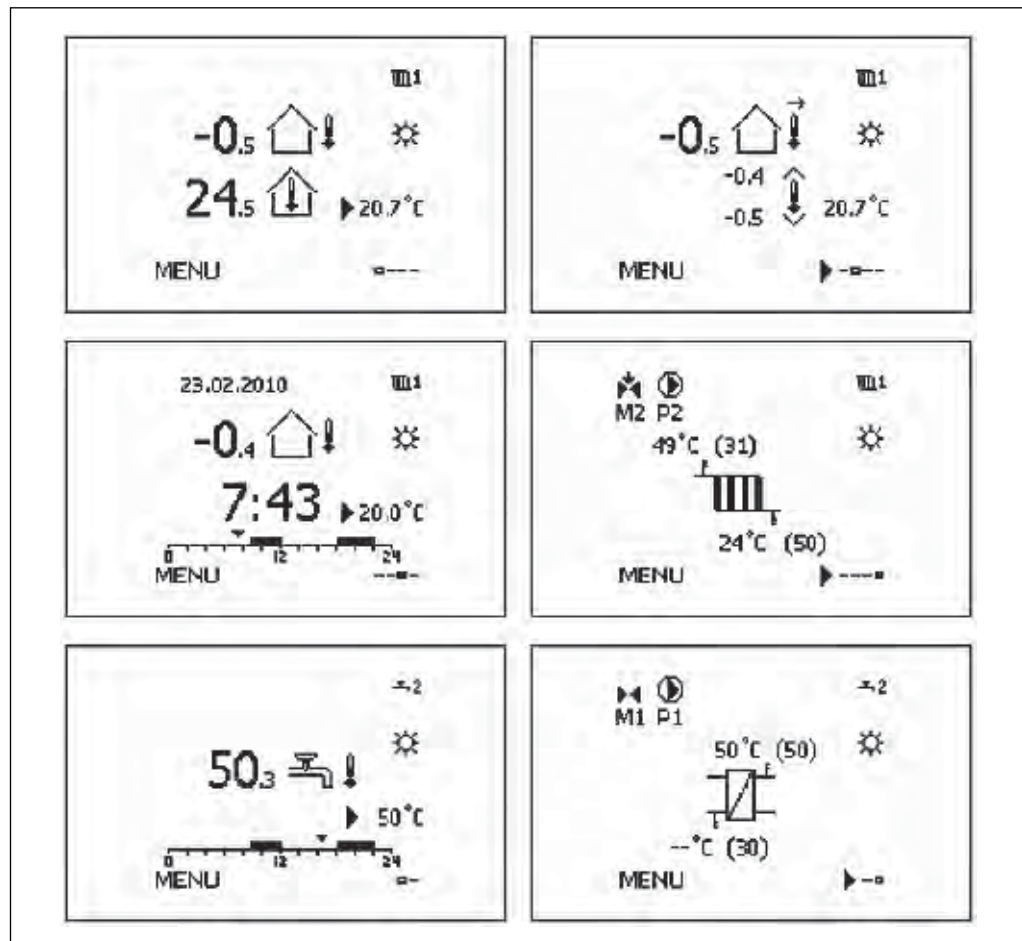 1
-0.5
24.5
20.7°C
MENU
1
-0.5
-0.4
-0.5
20.7°C
MENU
23.02.2010
1
-0.4
7:43
20.0°C
0 12 24
MENU
1
M2 P2
49°C (31)
24°C (50)
MENU
2
50.3
50°C
0 12 24
MENU
2
M1 P1
50°C (50)
--°C (30)
MENU